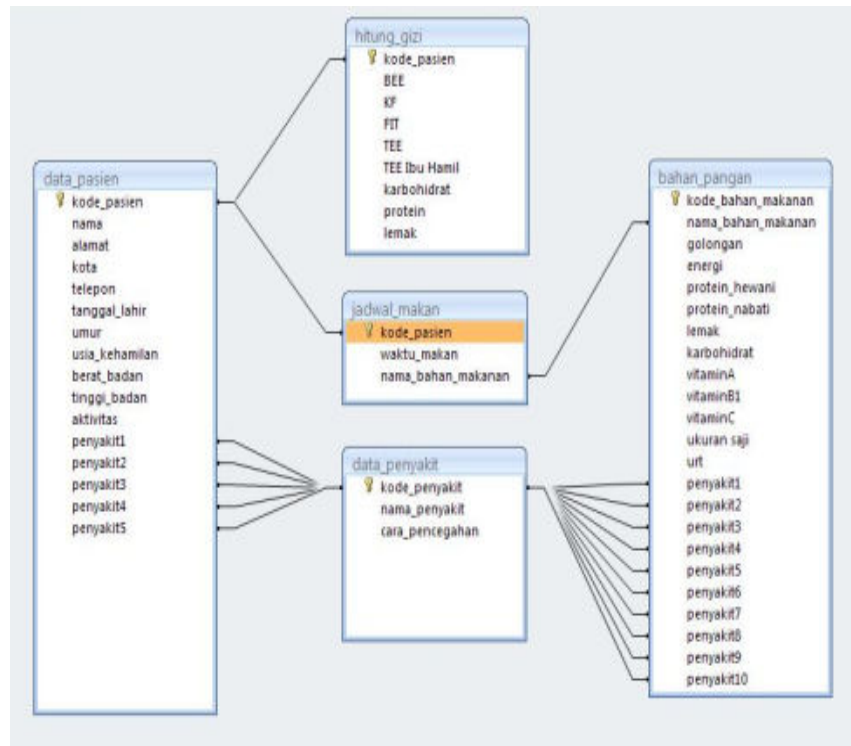 hitung_gizi
kode_pasien
BEE
KF
FIT
TEE
TEE Ibu Hamil
karbohidrat
protein
lemak
data_pasien
kode_pasien
nama
alamat
kota
telepon
tanggal_lahir
umur
usia_kehamilan
berat_badan
tinggi_badan
aktivitas
penyakit1
penyakit2
penyakit3
penyakit4
penyakit5
jadwal_makan
kode_pasien
waktu_makan
nama_bahan_makanan
data_penyakit
kode_penyakit
nama_penyakit
cara_pencegahan
bahan_pangan
kode_bahan_makanan
nama_bahan_makanan
golongan
energi
protein_hewani
protein_nabati
lemak
karbohidrat
vitaminA
vitaminB1
vitaminC
ukuran saji
urt
penyakit1
penyakit2
penyakit3
penyakit4
penyakit5
penyakit6
penyakit7
penyakit8
penyakit9
penyakit10